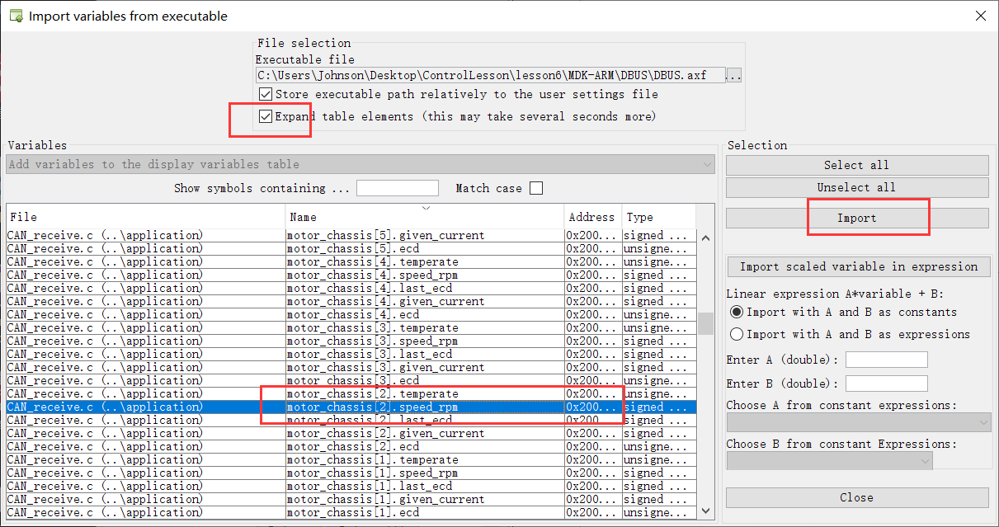 Import variables from executable
File selection
Executable file
C:\Users\Johnson\Desktop\ControlLesson\lesson6\MDK-ARM\DBUS\DBUS.axf ...
Store executable path relatively to the user settings file
Expand table elements (this may take several seconds more)
Variables
Add variables to the display variables table
Show symbols containing ... Match case
File Name Address Type
CAN_receive.c (..\application) motor_chassis[5].given_current 0x200... signed ...
CAN_receive.c (..\application) motor_chassis[5].ecd 0x200... unsigne...
CAN_receive.c (..\application) motor_chassis[4].temperate 0x200... unsigne...
CAN_receive.c (..\application) motor_chassis[4].speed_rpm 0x200... signed ...
CAN_receive.c (..\application) motor_chassis[4].last_ecd 0x200... signed ...
CAN_receive.c (..\application) motor_chassis[4].given_current 0x200... signed ...
CAN_receive.c (..\application) motor_chassis[4].ecd 0x200... unsigne...
CAN_receive.c (..\application) motor_chassis[3].temperate 0x200... unsigne...
CAN_receive.c (..\application) motor_chassis[3].speed_rpm 0x200... signed ...
CAN_receive.c (..\application) motor_chassis[3].last_ecd 0x200... signed ...
CAN_receive.c (..\application) motor_chassis[3].given_current 0x200... signed ...
CAN_receive.c (..\application) motor_chassis[3].ecd 0x200... unsigne...
CAN_receive.c (..\application) motor_chassis[2].temperate 0x200... unsigne...
CAN_receive.c (..\application) motor_chassis[2].speed_rpm 0x200... signed ...
CAN_receive.c (..\application) motor_chassis[2].last_ecd 0x200... signed ...
CAN_receive.c (..\application) motor_chassis[2].given_current 0x200... signed ...
CAN_receive.c (..\application) motor_chassis[2].ecd 0x200... unsigne...
CAN_receive.c (..\application) motor_chassis[1].temperate 0x200... unsigne...
CAN_receive.c (..\application) motor_chassis[1].speed_rpm 0x200... signed ...
CAN_receive.c (..\application) motor_chassis[1].last_ecd 0x200... signed ...
CAN_receive.c (..\application) motor_chassis[1].given_current 0x200... signed ...
CAN_receive.c (..\application) motor_chassis[1].ecd 0x200... unsigne...
Selection
Select all
Unselect all
Import
Import scaled variable in expression
Linear expression A*variable + B:
Import with A and B as constants
Import with A and B as expressions
Enter A (double):
Enter B (double):
Choose A from constant expressions:
Choose B from constant Expressions:
Close